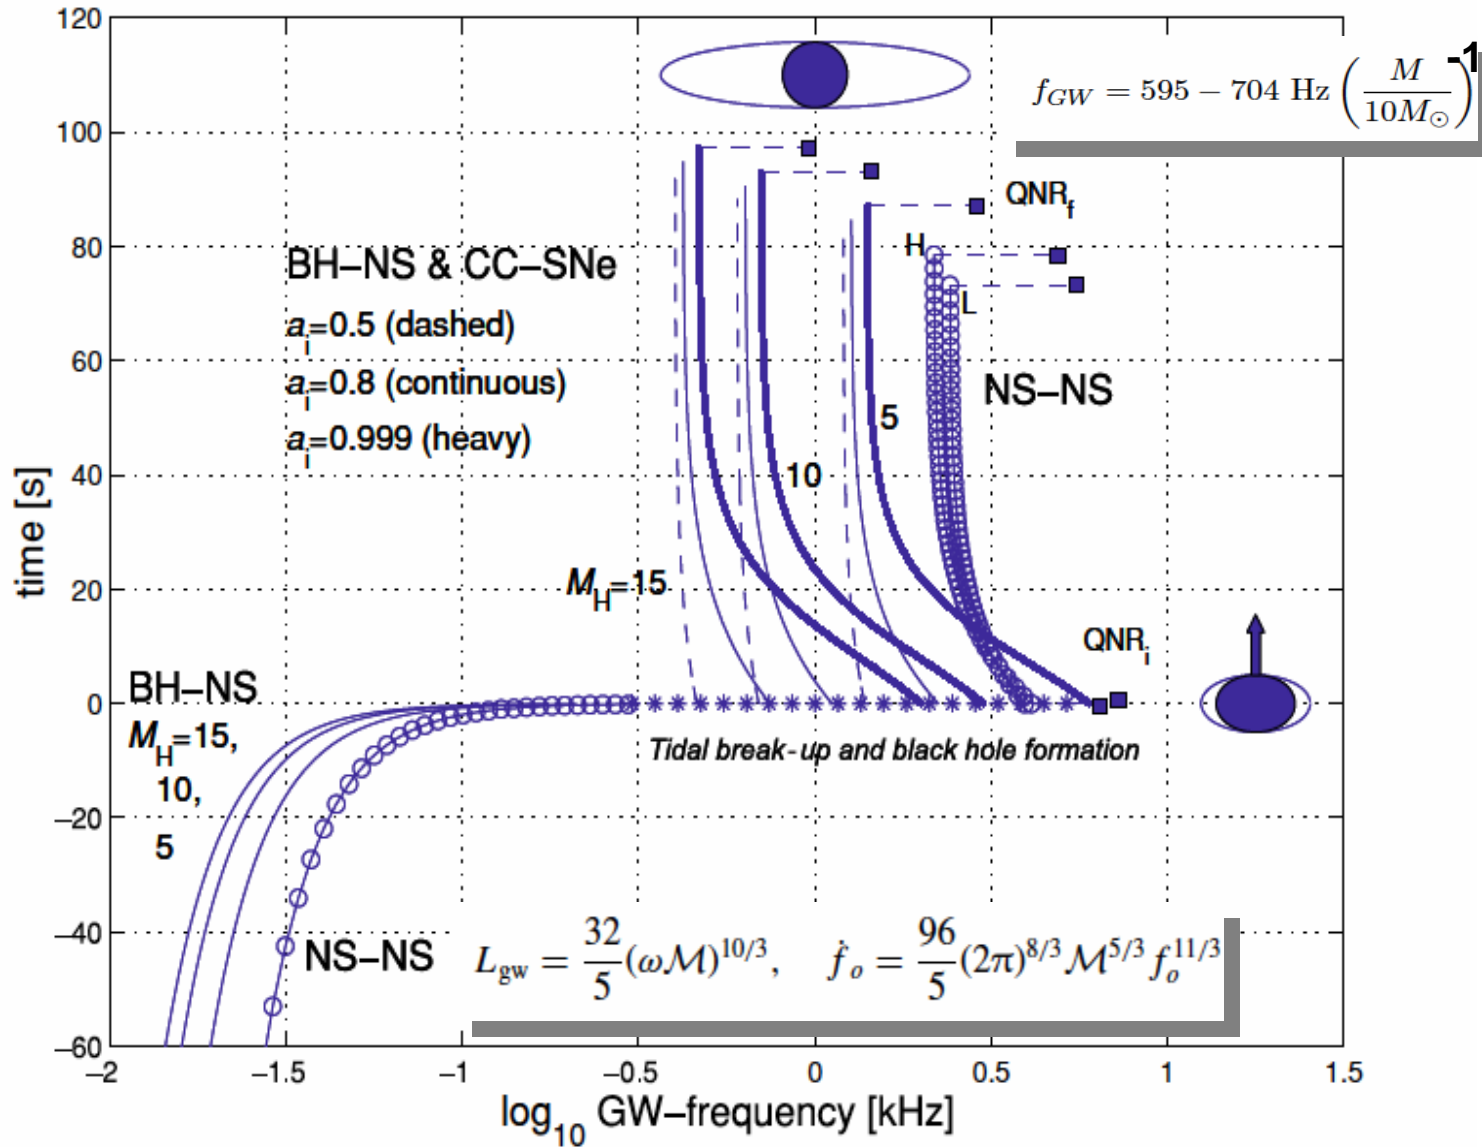 120
100
80
60
40
20
0
−20
−40
−60
time [s]
−2
−1.5
−1
−0.5
0
0.5
1
1.5
log10 GW−frequency [kHz]
f_GW = 595 − 704 Hz (M / 10M☉)^-1
QNR_f
H
L
BH−NS & CC−SNe
a_i=0.5 (dashed)
a_i=0.8 (continuous)
a_i=0.999 (heavy)
NS−NS
5
10
M_H=15
QNR_i
BH−NS
M_H=15,
10,
5
Tidal break-up and black hole formation
NS−NS
L_gw = 32/5 (ωM)^{10/3}, ḟ_o = 96/5 (2π)^{8/3} M^{5/3} f_o^{11/3}